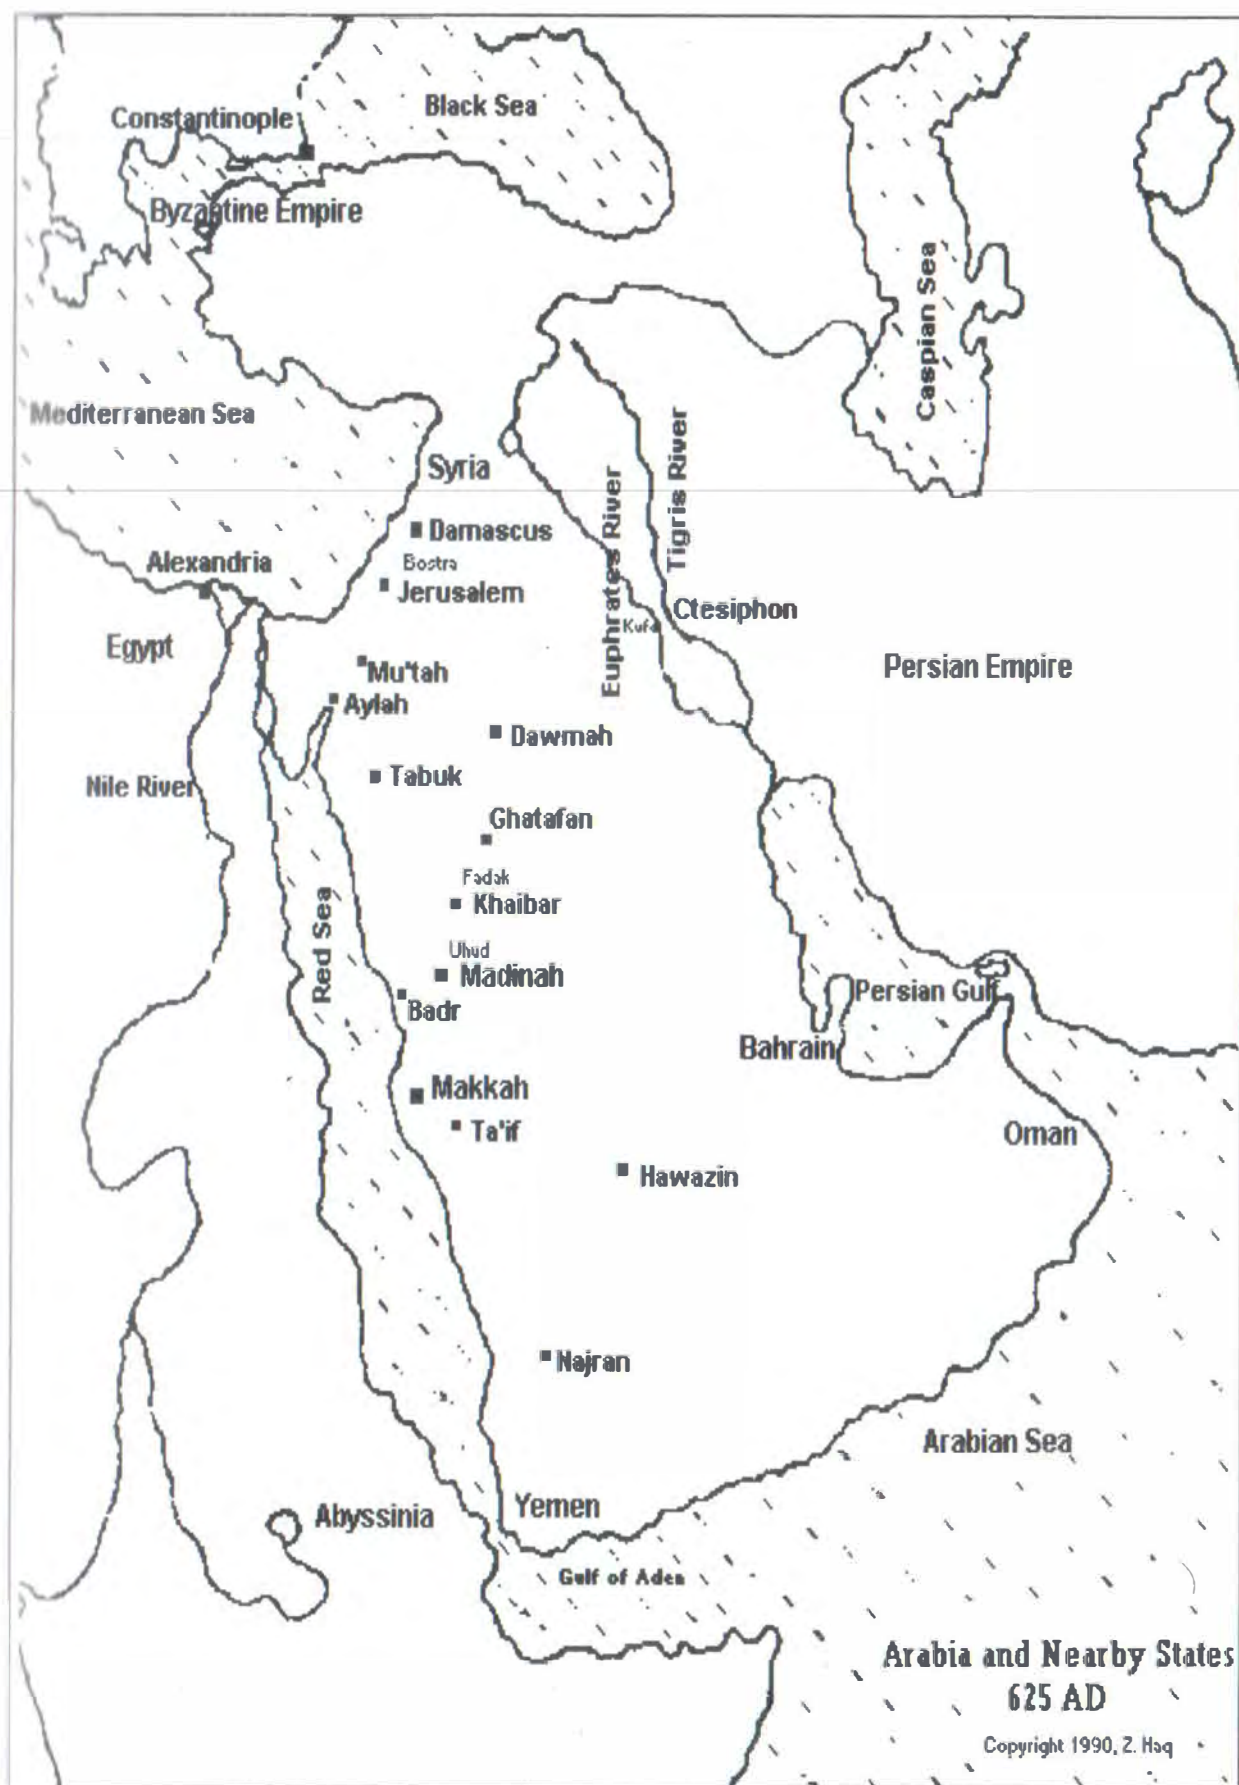 Black Sea
Constantinople
Byzantine Empire
Caspian Sea
Mediterranean Sea
Tigris River
Syria
Euphrates River
Damascus
Bostra
Alexandria
Jerusalem
Ctesiphon
Kufa
Egypt
Persian Empire
Mu'tah
Aylah
Dawmah
Tabuk
Nile River
Ghatafan
Fadak
Khaibar
Red Sea
Uhud
Madinah
Persian Gulf
Badr
Bahrain
Makkah
Ta'if
Oman
Hawazin
Najran
Arabian Sea
Yemen
Abyssinia
Gulf of Aden
Arabia and Nearby States
625 AD
Copyright 1990, Z. Haq